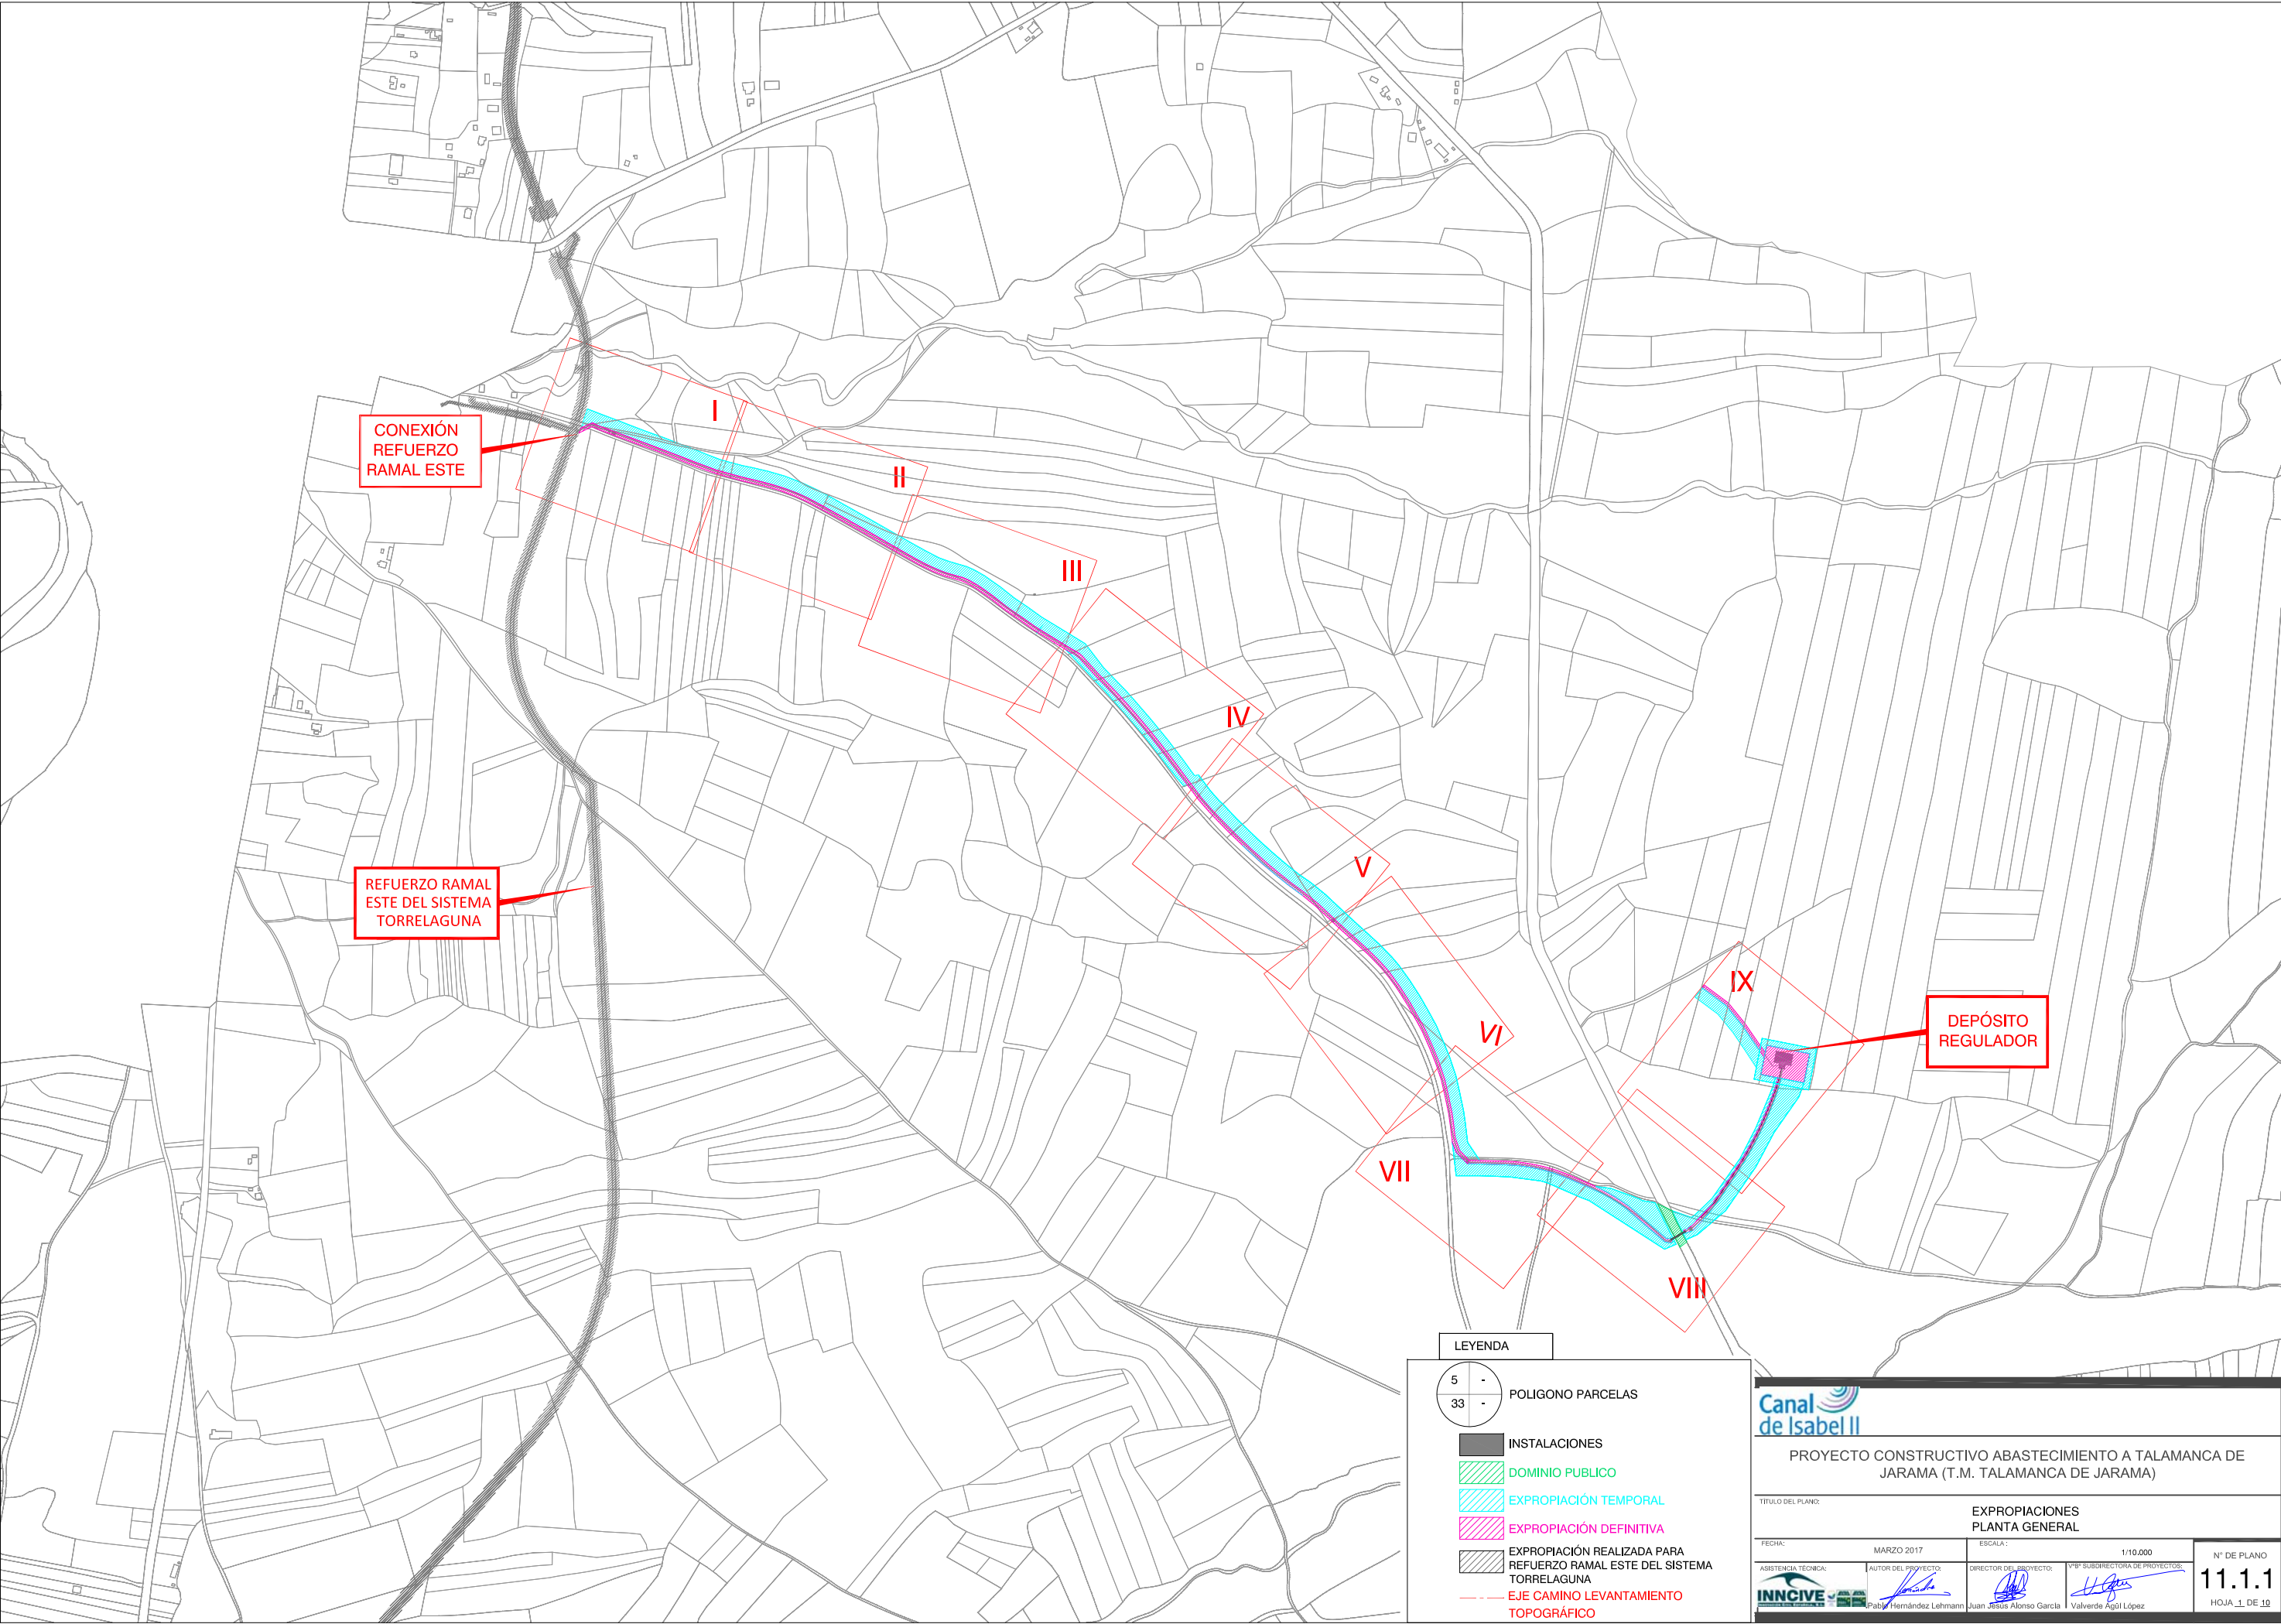 CONEXIÓN
REFUERZO
RAMAL ESTE
I
II
III
IV
V
VI
VII
VIII
IX
REFUERZO RAMAL
ESTE DEL SISTEMA
TORRELAGUNA
DEPÓSITO
REGULADOR
LEYENDA
5 -
33 -
POLIGONO PARCELAS
INSTALACIONES
DOMINIO PUBLICO
EXPROPIACIÓN TEMPORAL
EXPROPIACIÓN DEFINITIVA
EXPROPIACIÓN REALIZADA PARA
REFUERZO RAMAL ESTE DEL SISTEMA
TORRELAGUNA
EJE CAMINO LEVANTAMIENTO
TOPOGRÁFICO
Canal
de Isabel II
PROYECTO CONSTRUCTIVO ABASTECIMIENTO A TALAMANCA DE
JARAMA (T.M. TALAMANCA DE JARAMA)
TÍTULO DEL PLANO:
EXPROPIACIONES
PLANTA GENERAL
FECHA:
MARZO 2017
ESCALA :
1/10.000
ASISTENCIA TÉCNICA:
INNCIVE
AUTOR DEL PROYECTO:
Pablo Hernández Lehmann
DIRECTOR DEL PROYECTO:
Juan Jesús Alonso García
VºBº SUBDIRECTORA DE PROYECTOS:
Valverde Agüí López
Nº DE PLANO
11.1.1
HOJA 1 DE 10